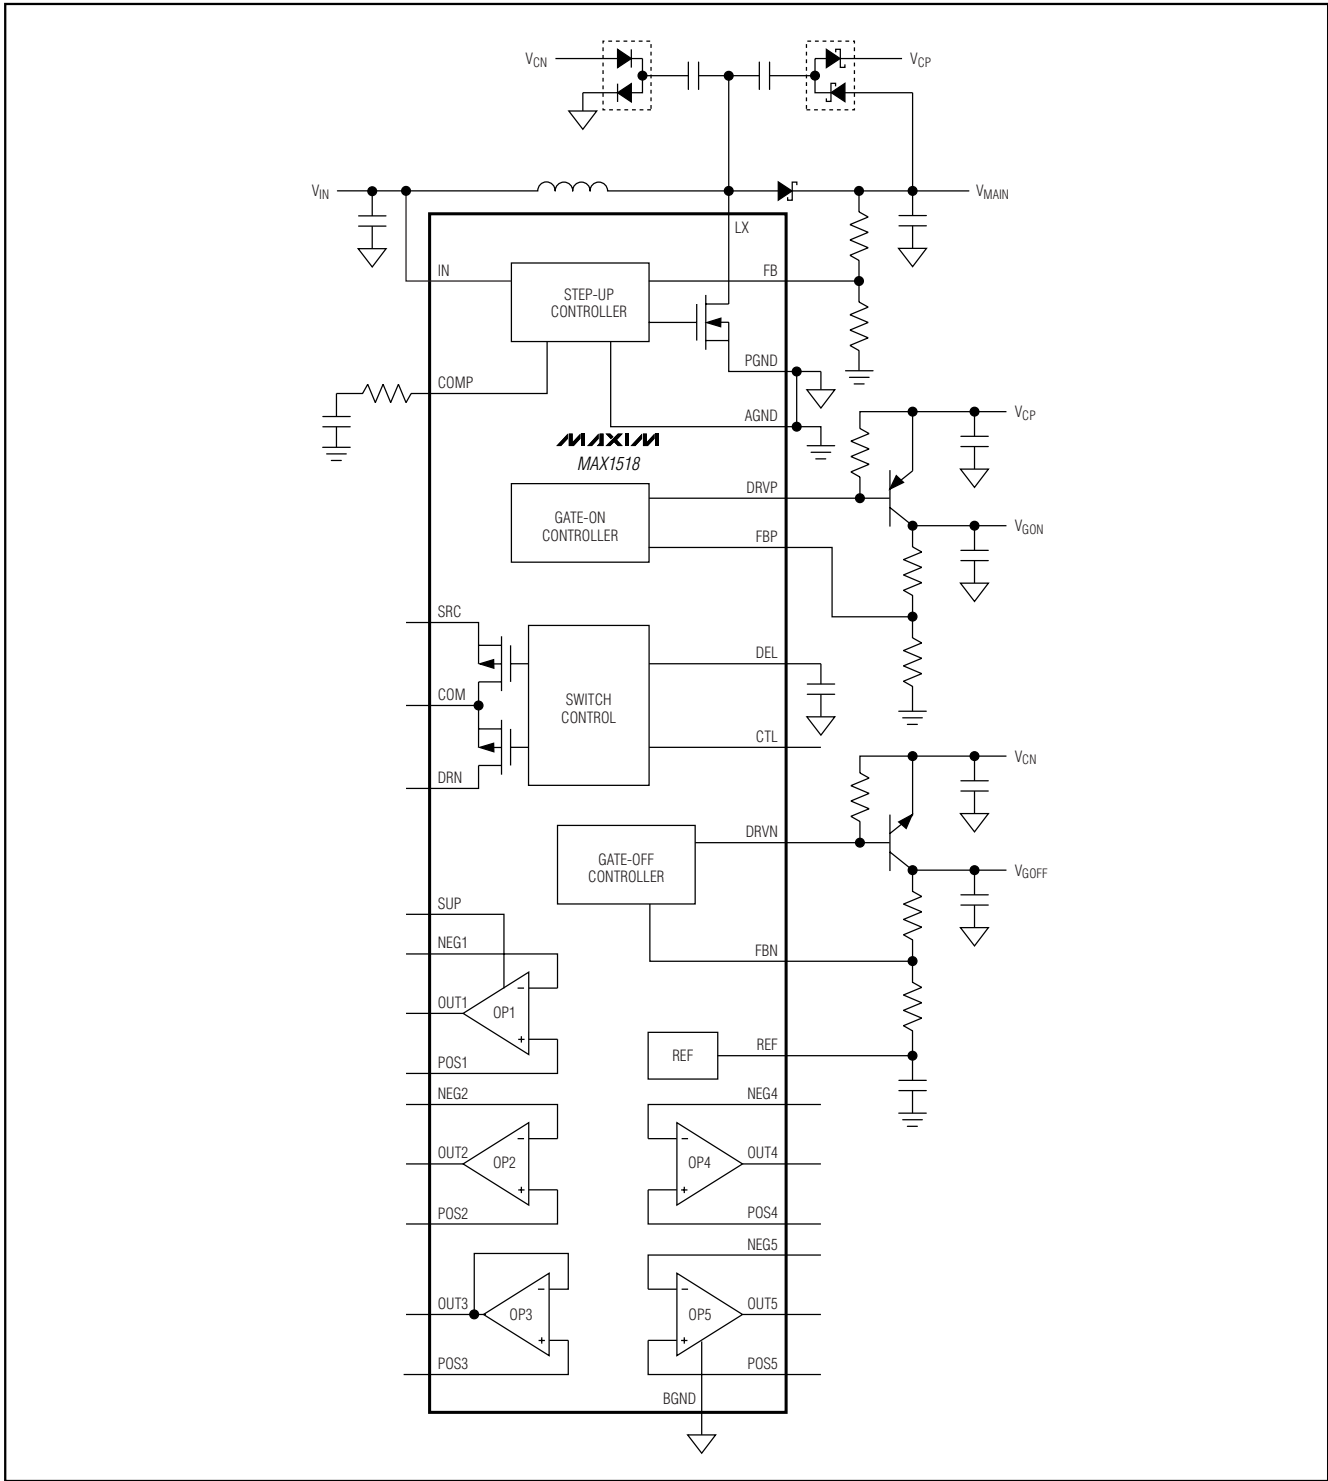 VCN
VCP
VIN
VMAIN
LX
IN
FB
STEP-UP
CONTROLLER
PGND
COMP
AGND
VCP
MAXIM
MAX1518
DRVP
GATE-ON
CONTROLLER
FBP
VGON
SRC
DEL
COM
SWITCH
CONTROL
CTL
DRN
VCN
DRVN
GATE-OFF
CONTROLLER
VGOFF
SUP
NEG1
FBN
OUT1
OP1
-
+
REF
REF
POS1
NEG2
NEG4
-
-
OUT2
OP2
OP4
OUT4
+
+
POS2
POS4
NEG5
-
-
OUT3
OP3
OP5
OUT5
+
+
POS3
POS5
BGND